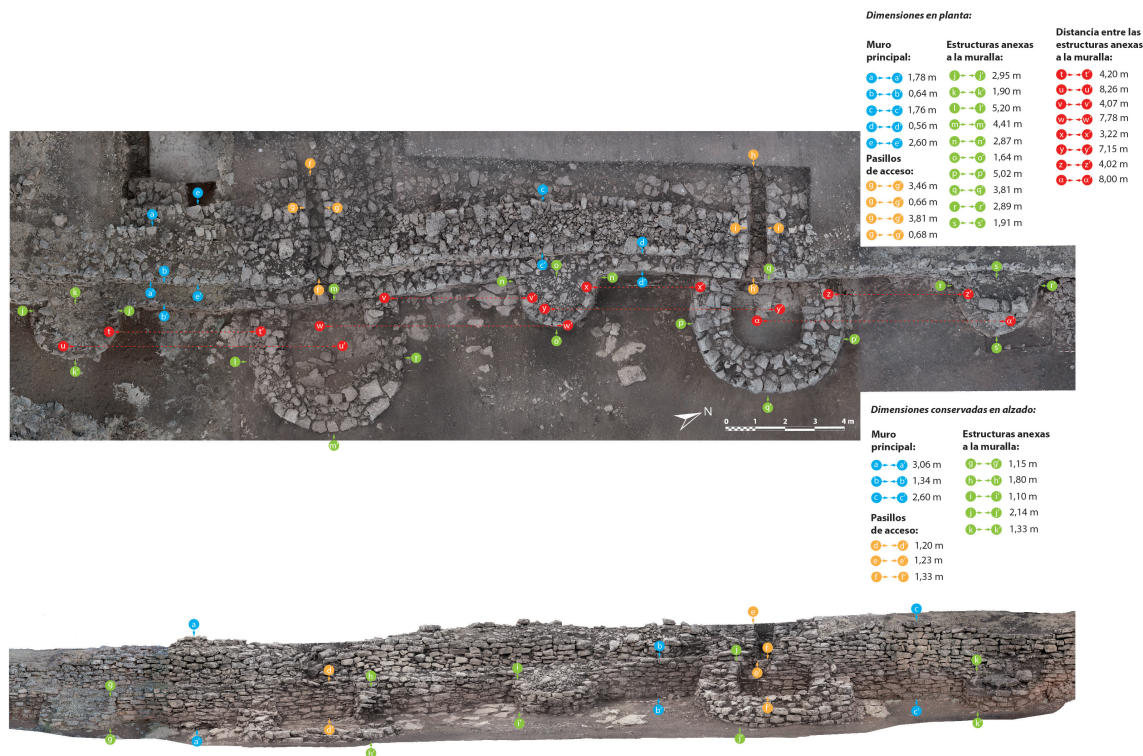 Dimensiones en planta:
Muro
principal:
a a' 1,78 m
b b' 0,64 m
c c' 1,76 m
d d' 0,56 m
e e' 2,60 m
Pasillos
de acceso:
g g' 3,46 m
g g' 0,66 m
g g' 3,81 m
g g' 0,68 m
Estructuras anexas
a la muralla:
j j' 2,95 m
k k' 1,90 m
l l' 5,20 m
m m' 4,41 m
n n' 2,87 m
o o' 1,64 m
p p' 5,02 m
q q' 3,81 m
r r' 2,89 m
s s' 1,91 m
Distancia entre las
estructuras anexas
a la muralla:
t t' 4,20 m
u u' 8,26 m
v v' 4,07 m
w w' 7,78 m
x x' 3,22 m
y y' 7,15 m
z z' 4,02 m
α α' 8,00 m
N
0 1 2 3 4 m
Dimensiones conservadas en alzado:
Muro
principal:
a a' 3,06 m
b b' 1,34 m
c c' 2,60 m
Pasillos
de acceso:
d d' 1,20 m
e e' 1,23 m
f f' 1,33 m
Estructuras anexas
a la muralla:
g g' 1,15 m
h h' 1,80 m
i i' 1,10 m
j j' 2,14 m
k k' 1,33 m